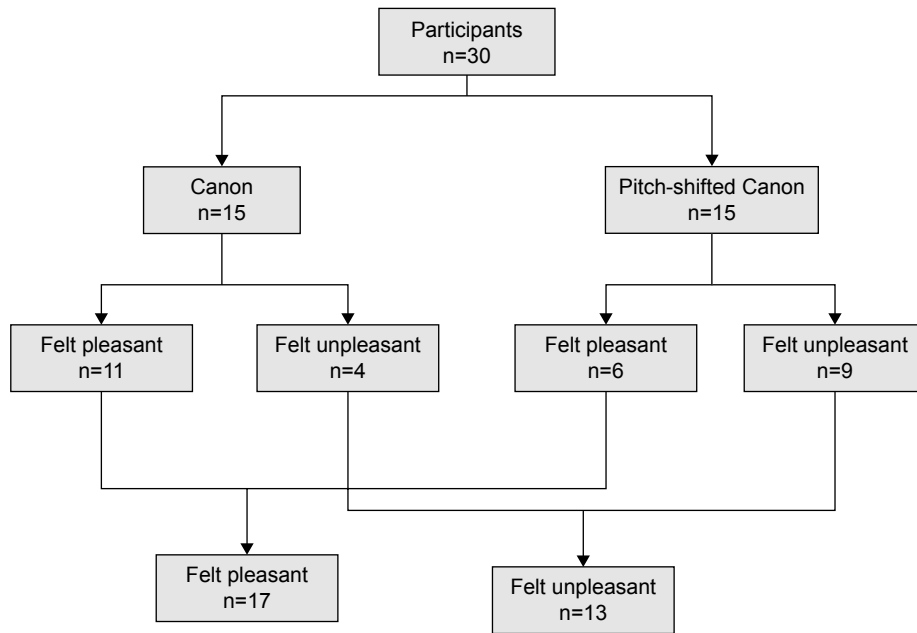 Participants
n=30
Canon
n=15
Pitch-shifted Canon
n=15
Felt pleasant
n=11
Felt unpleasant
n=4
Felt pleasant
n=6
Felt unpleasant
n=9
Felt pleasant
n=17
Felt unpleasant
n=13